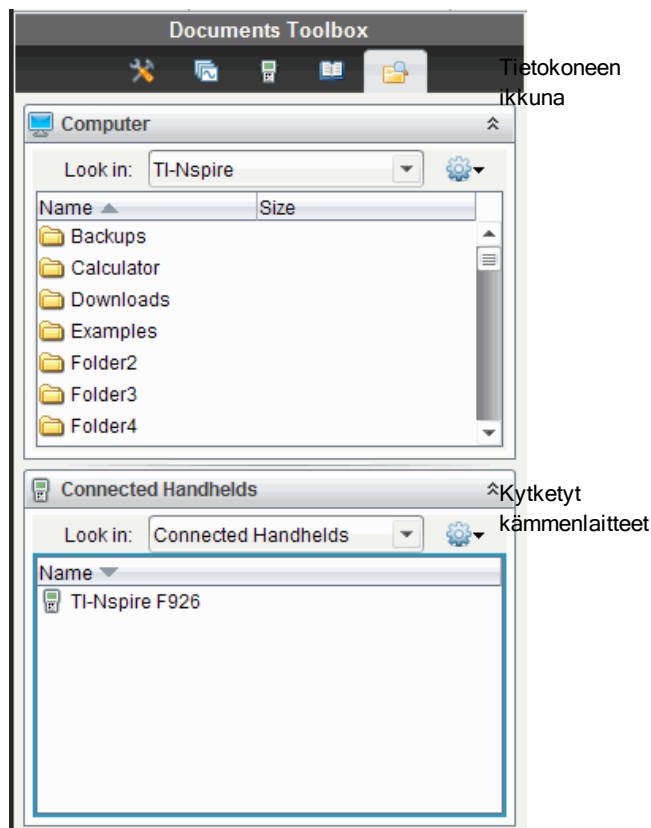 Documents Toolbox
Tietokoneen
ikkuna
Computer
Look in: TI-Nspire
Name Size
Backups
Calculator
Downloads
Examples
Folder2
Folder3
Folder4
Connected Handhelds
Kytketyt
kämmenlaitteet
Look in: Connected Handhelds
Name
TI-Nspire F926